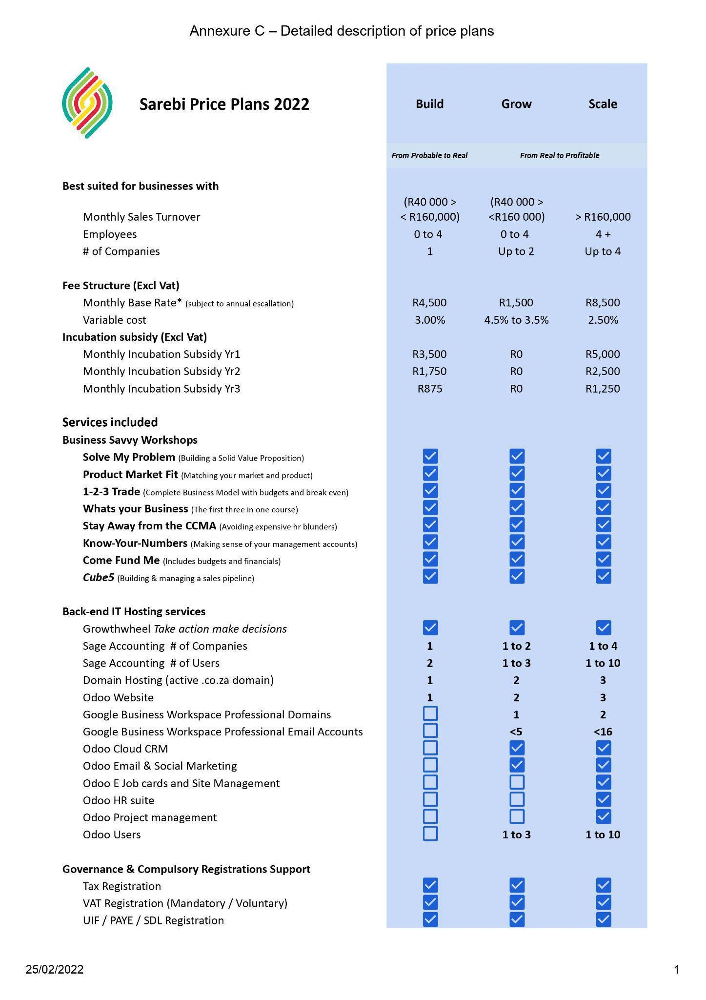 Annexure C – Detailed description of price plans
Sarebi Price Plans 2022 Build Grow Scale
From Probable to Real From Real to Profitable
Best suited for businesses with
(R40 000 > (R40 000 >
Monthly Sales Turnover < R160,000) <R160 000) > R160,000
Employees 0 to 4 0 to 4 4 +
# of Companies 1 Up to 2 Up to 4
Fee Structure (Excl Vat)
Monthly Base Rate* (subject to annual escallation) R4,500 R1,500 R8,500
Variable cost 3.00% 4.5% to 3.5% 2.50%
Incubation subsidy (Excl Vat)
Monthly Incubation Subsidy Yr1 R3,500 R0 R5,000
Monthly Incubation Subsidy Yr2 R1,750 R0 R2,500
Monthly Incubation Subsidy Yr3 R875 R0 R1,250
Services included
Business Savvy Workshops
Solve My Problem (Building a Solid Value Proposition)
Product Market Fit (Matching your market and product)
1-2-3 Trade (Complete Business Model with budgets and break even)
Whats your Business (The first three in one course)
Stay Away from the CCMA (Avoiding expensive hr blunders)
Know-Your-Numbers (Making sense of your management accounts)
Come Fund Me (Includes budgets and financials)
Cube5 (Building & managing a sales pipeline)
Back-end IT Hosting services
Growthwheel Take action make decisions
Sage Accounting # of Companies 1 1 to 2 1 to 4
Sage Accounting # of Users 2 1 to 3 1 to 10
Domain Hosting (active .co.za domain) 1 2 3
Odoo Website 1 2 3
Google Business Workspace Professional Domains 1 2
Google Business Workspace Professional Email Accounts <5 <16
Odoo Cloud CRM
Odoo Email & Social Marketing
Odoo E Job cards and Site Management
Odoo HR suite
Odoo Project management
Odoo Users 1 to 3 1 to 10
Governance & Compulsory Registrations Support
Tax Registration
VAT Registration (Mandatory / Voluntary)
UIF / PAYE / SDL Registration
25/02/2022 1